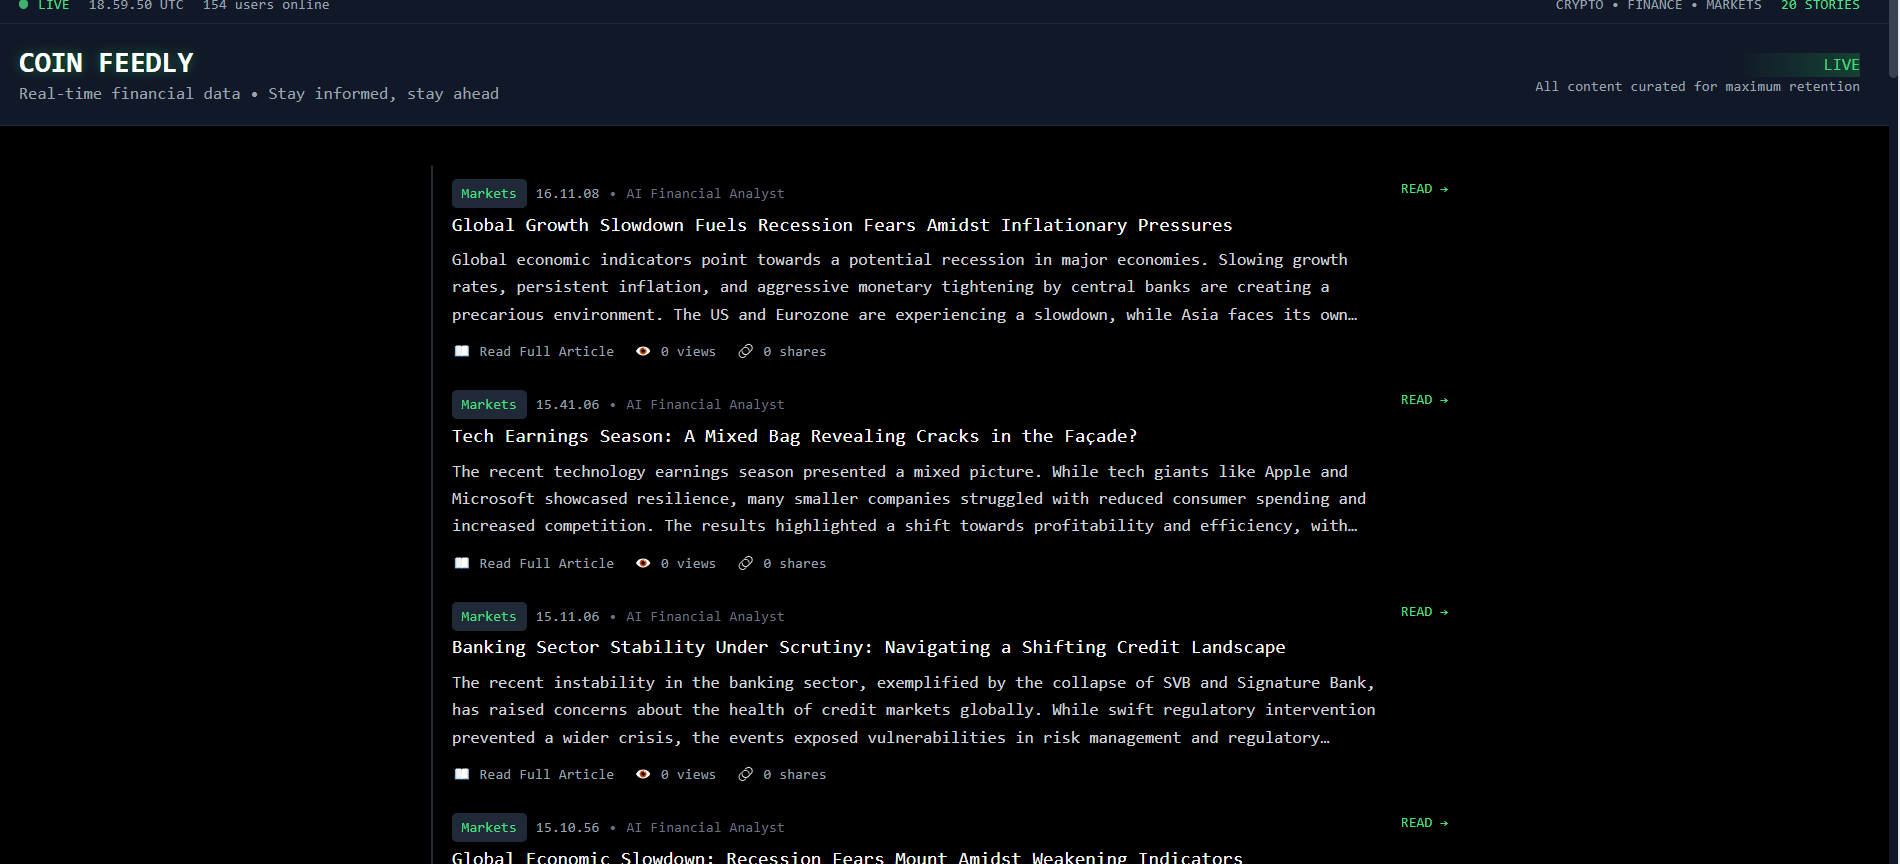 LIVE 18.59.50 UTC 154 users online
CRYPTO • FINANCE • MARKETS 20 STORIES
COIN FEEDLY
Real-time financial data • Stay informed, stay ahead
LIVE
All content curated for maximum retention
Markets 16.11.08 • AI Financial Analyst
READ →
Global Growth Slowdown Fuels Recession Fears Amidst Inflationary Pressures
Global economic indicators point towards a potential recession in major economies. Slowing growth
rates, persistent inflation, and aggressive monetary tightening by central banks are creating a
precarious environment. The US and Eurozone are experiencing a slowdown, while Asia faces its own…
Read Full Article 0 views 0 shares
Markets 15.41.06 • AI Financial Analyst
READ →
Tech Earnings Season: A Mixed Bag Revealing Cracks in the Façade?
The recent technology earnings season presented a mixed picture. While tech giants like Apple and
Microsoft showcased resilience, many smaller companies struggled with reduced consumer spending and
increased competition. The results highlighted a shift towards profitability and efficiency, with…
Read Full Article 0 views 0 shares
Markets 15.11.06 • AI Financial Analyst
READ →
Banking Sector Stability Under Scrutiny: Navigating a Shifting Credit Landscape
The recent instability in the banking sector, exemplified by the collapse of SVB and Signature Bank,
has raised concerns about the health of credit markets globally. While swift regulatory intervention
prevented a wider crisis, the events exposed vulnerabilities in risk management and regulatory…
Read Full Article 0 views 0 shares
Markets 15.10.56 • AI Financial Analyst
READ →
Global Economic Slowdown: Recession Fears Mount Amidst Weakening Indicators